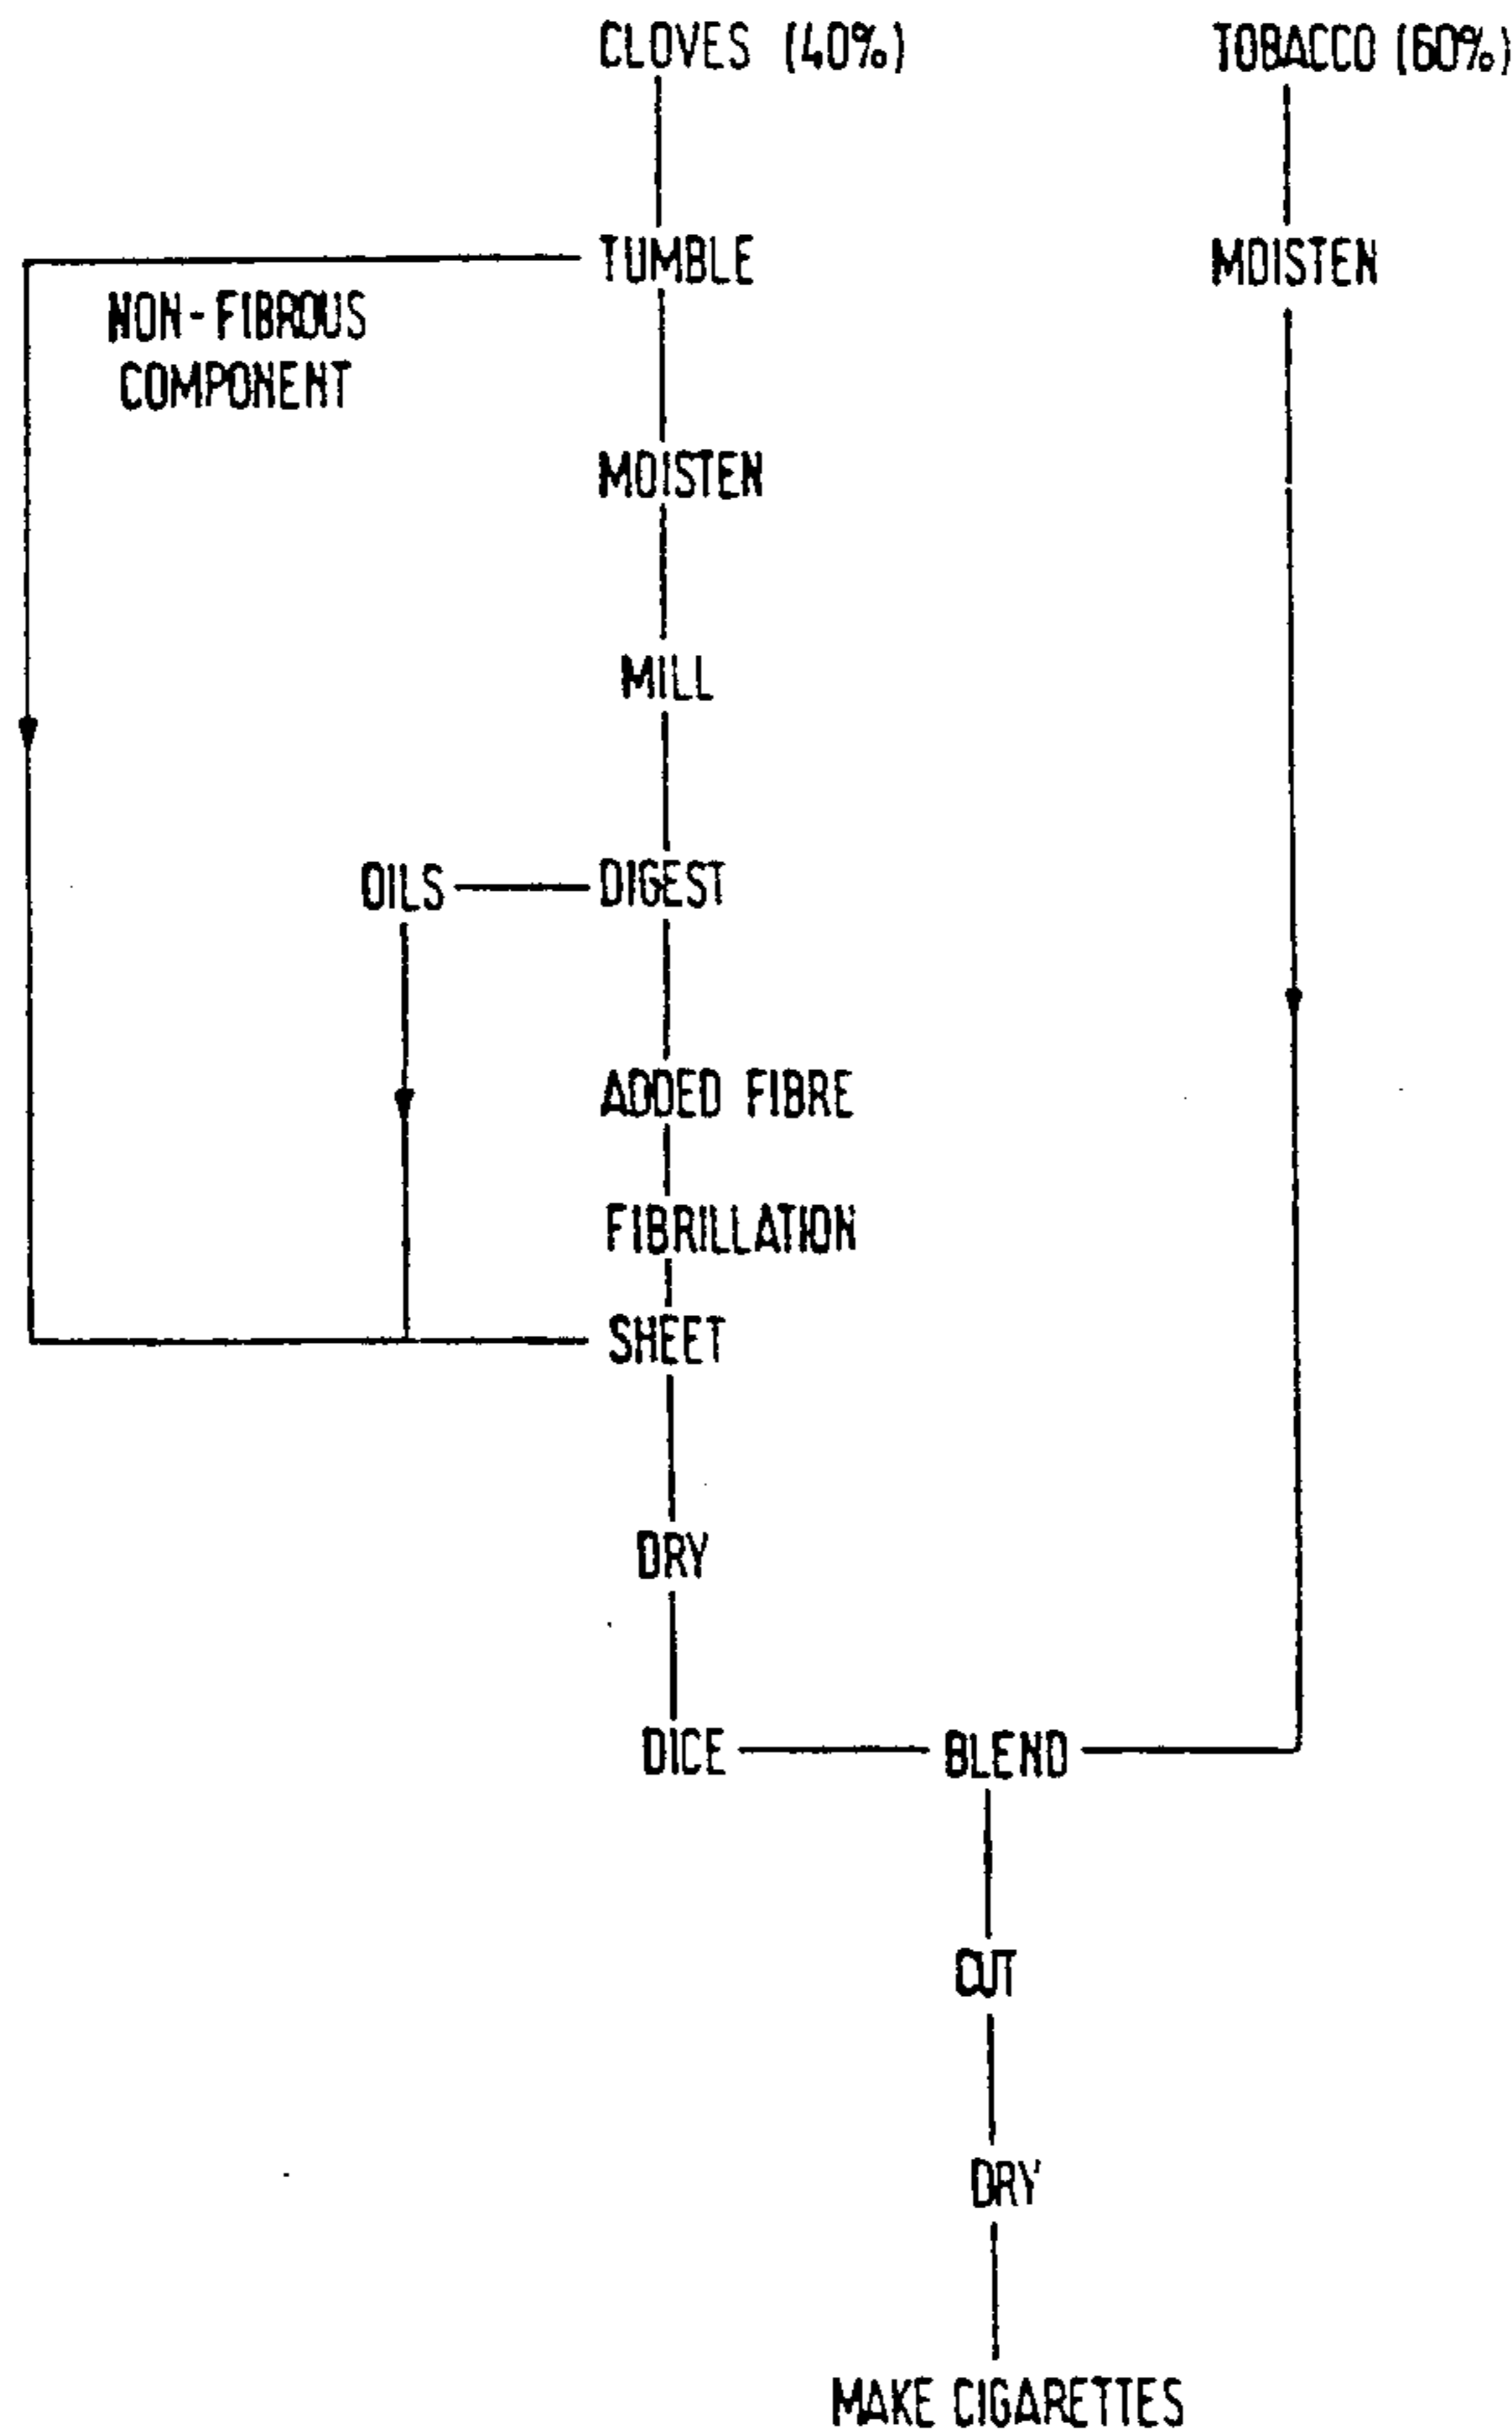 CLOVES (40%)
TOBACCO (60%)
TUMBLE
MOISTEN
NON-FIBROUS
COMPONENT
MOISTEN
MILL
OILS
DIGEST
ADDED FIBRE
FIBRILLATION
SHEET
DRY
DICE
BLEND
CUT
DRY
MAKE CIGARETTES